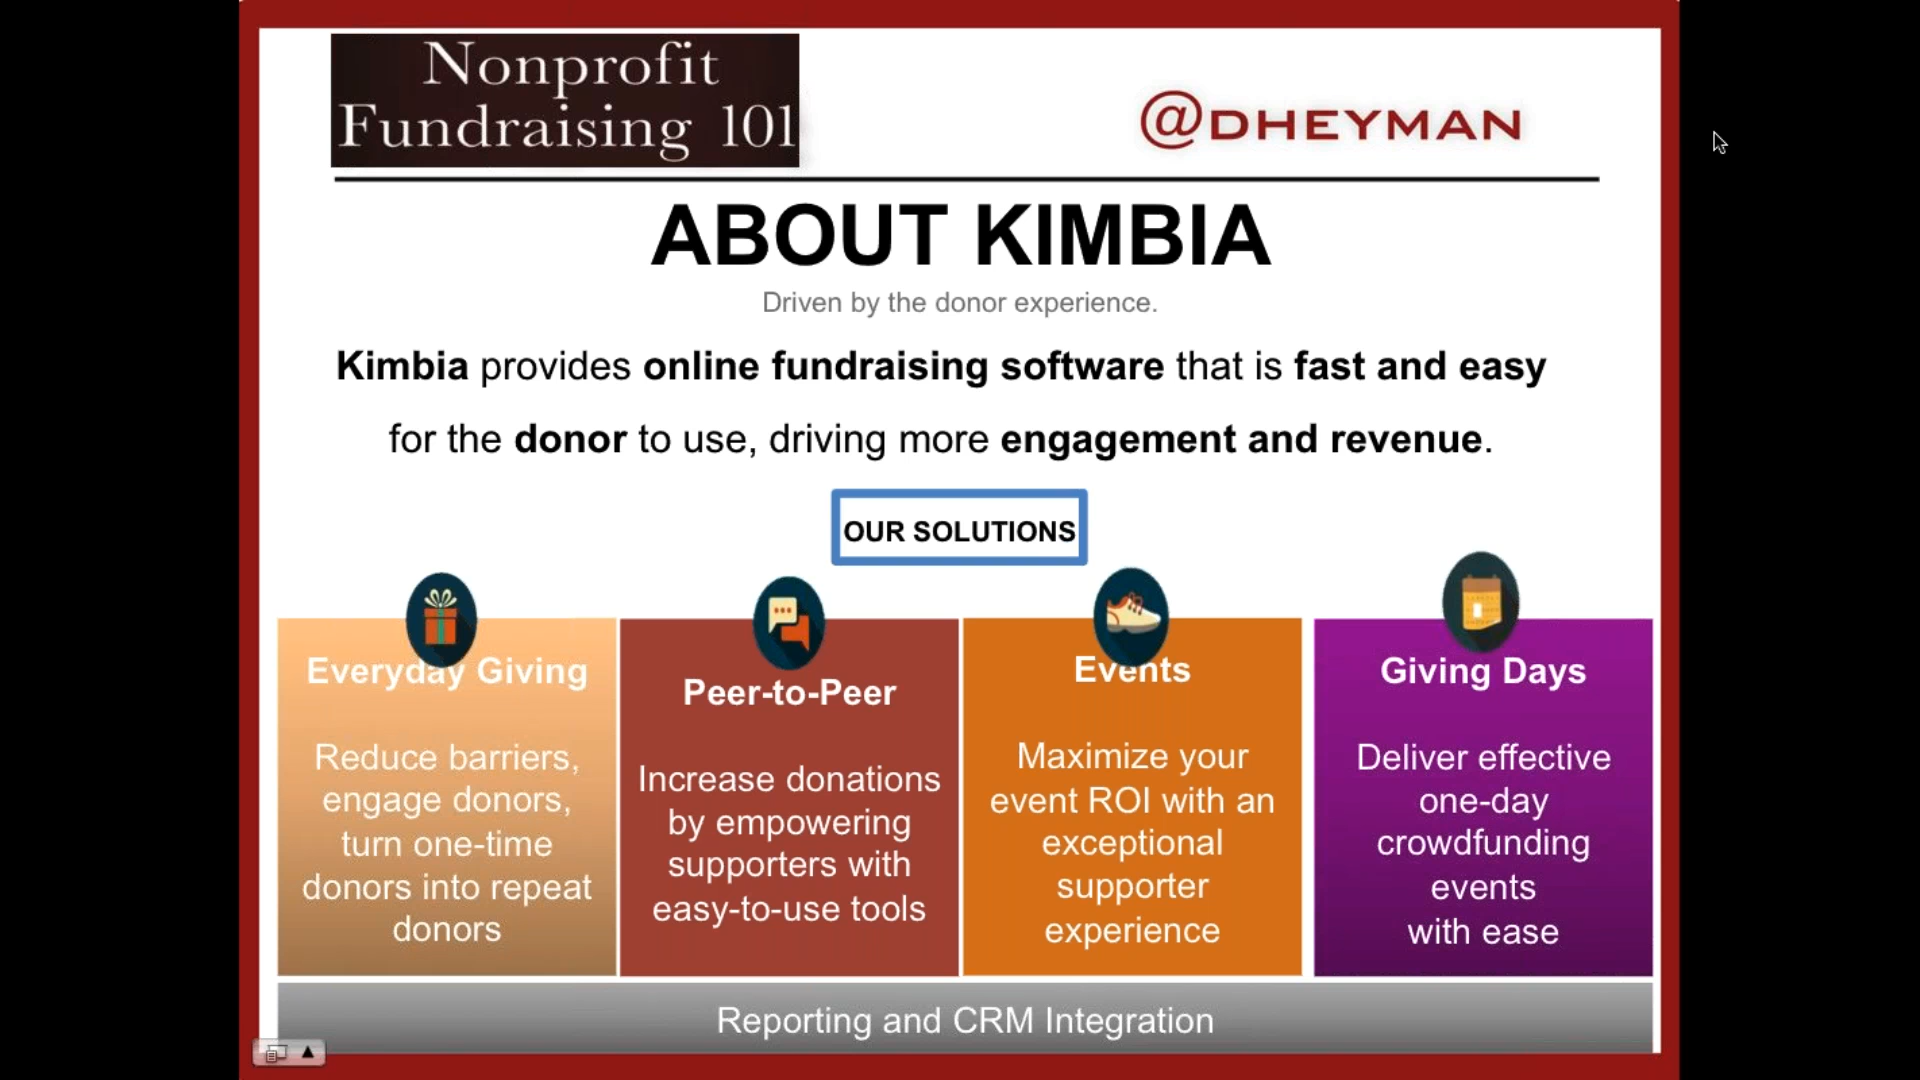 Nonprofit
Fundraising 101
@DHEYMAN
ABOUT KIMBIA
Driven by the donor experience.
Kimbia provides online fundraising software that is fast and easy
for the donor to use, driving more engagement and revenue.
OUR SOLUTIONS
Everyday Giving
Reduce barriers,
engage donors,
turn one-time
donors into repeat
donors
Peer-to-Peer
Increase donations
by empowering
supporters with
easy-to-use tools
Events
Maximize your
event ROI with an
exceptional
supporter
experience
Giving Days
Deliver effective
one-day
crowdfunding
events
with ease
Reporting and CRM Integration